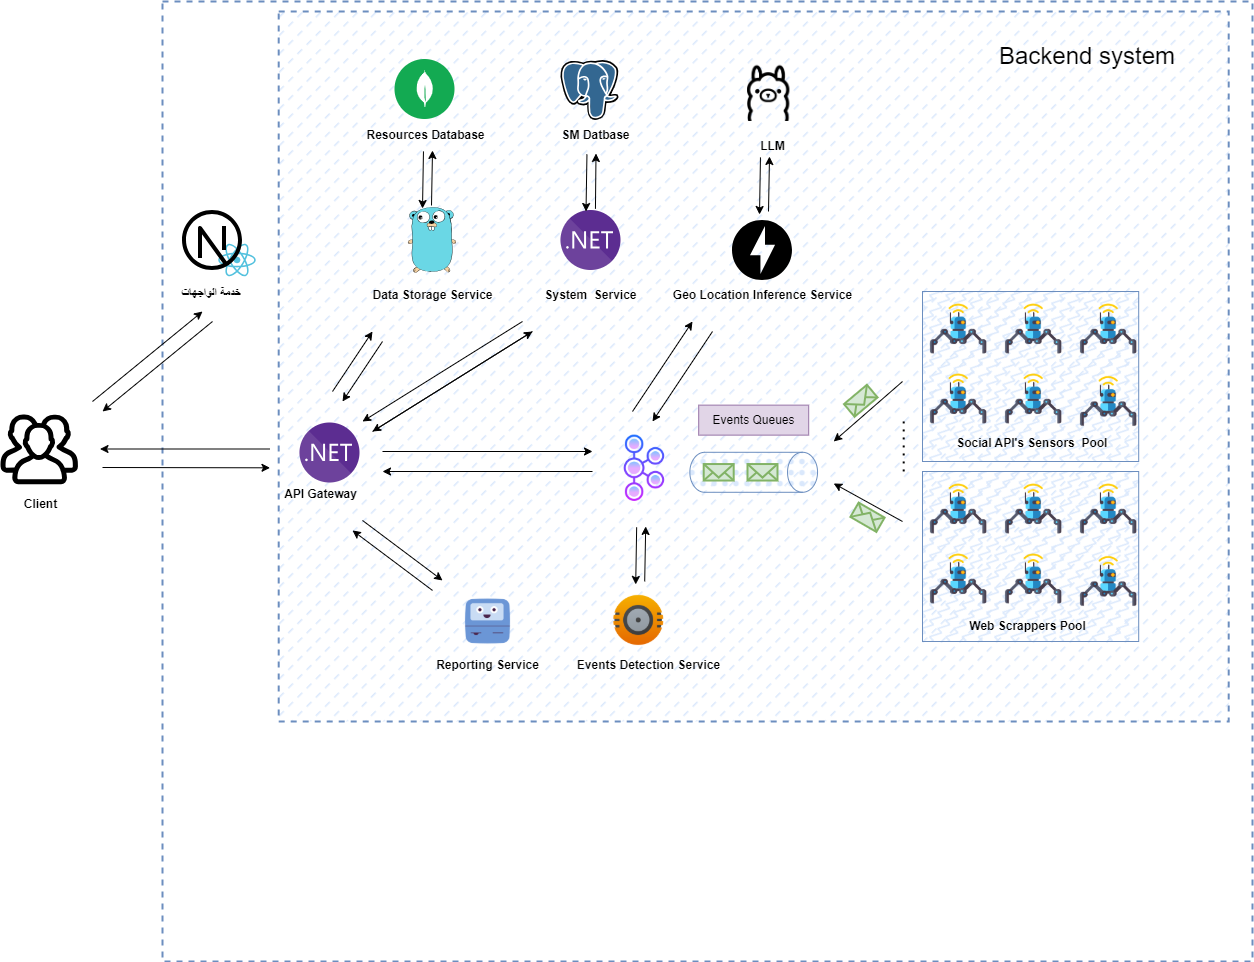 Backend system
Resources Database
SM Datbase
LLM
.NET
N
خدمة الواجهات
Data Storage Service
System Service
Geo Location Inference Service
Events Queues
Social API's Sensors Pool
.NET
API Gateway
Client
Web Scrappers Pool
Reporting Service
Events Detection Service